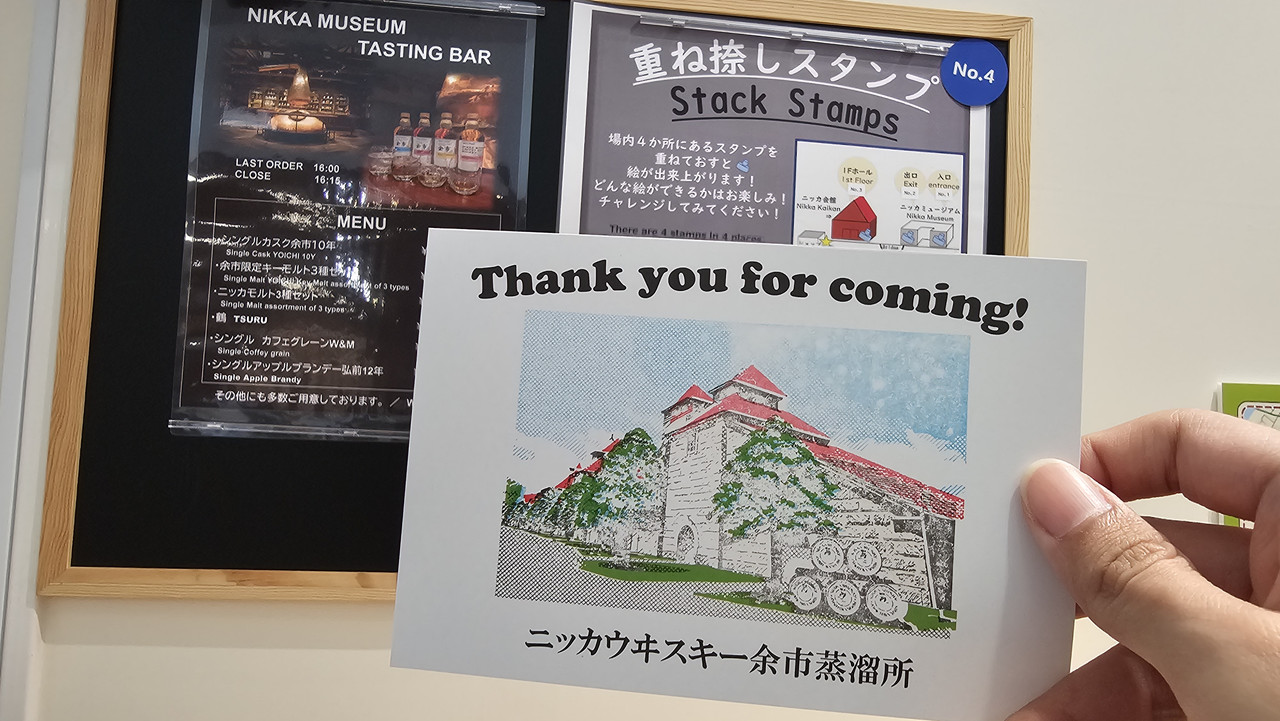 NIKKA MUSEUM
TASTING BAR
LAST ORDER 16:00
CLOSE 16:15
MENU
・シングルカスク余市10年
Single Cask YOICHI 10Y
・余市限定キーモルト3種セット
Single Malt YOICHI Key Malt assortment of 3 types
・ニッカモルト3種セット
Single Malt assortment of 3 types
・鶴 TSURU
・シングル カフェグレーンW&M
Single Coffey grain
・シングルアップルブランデー弘前12年
Single Apple Brandy
その他にも多数ご用意しております。／
重ね捺しスタンプ
Stack Stamps
No.4
場内4か所にあるスタンプを
重ねておすと
絵が出来上がります！
どんな絵ができるかはお楽しみ！
チャレンジしてみてください！
There are 4 stamps in 4 places.
1Fホール
1st Floor
No.3
出口
Exit
No.2
入口
entrance
No.1
ニッカ会館
Nikka Kaikan
ニッカミュージアム
Nikka Museum
Thank you for coming!
ニッカウヰスキー余市蒸溜所